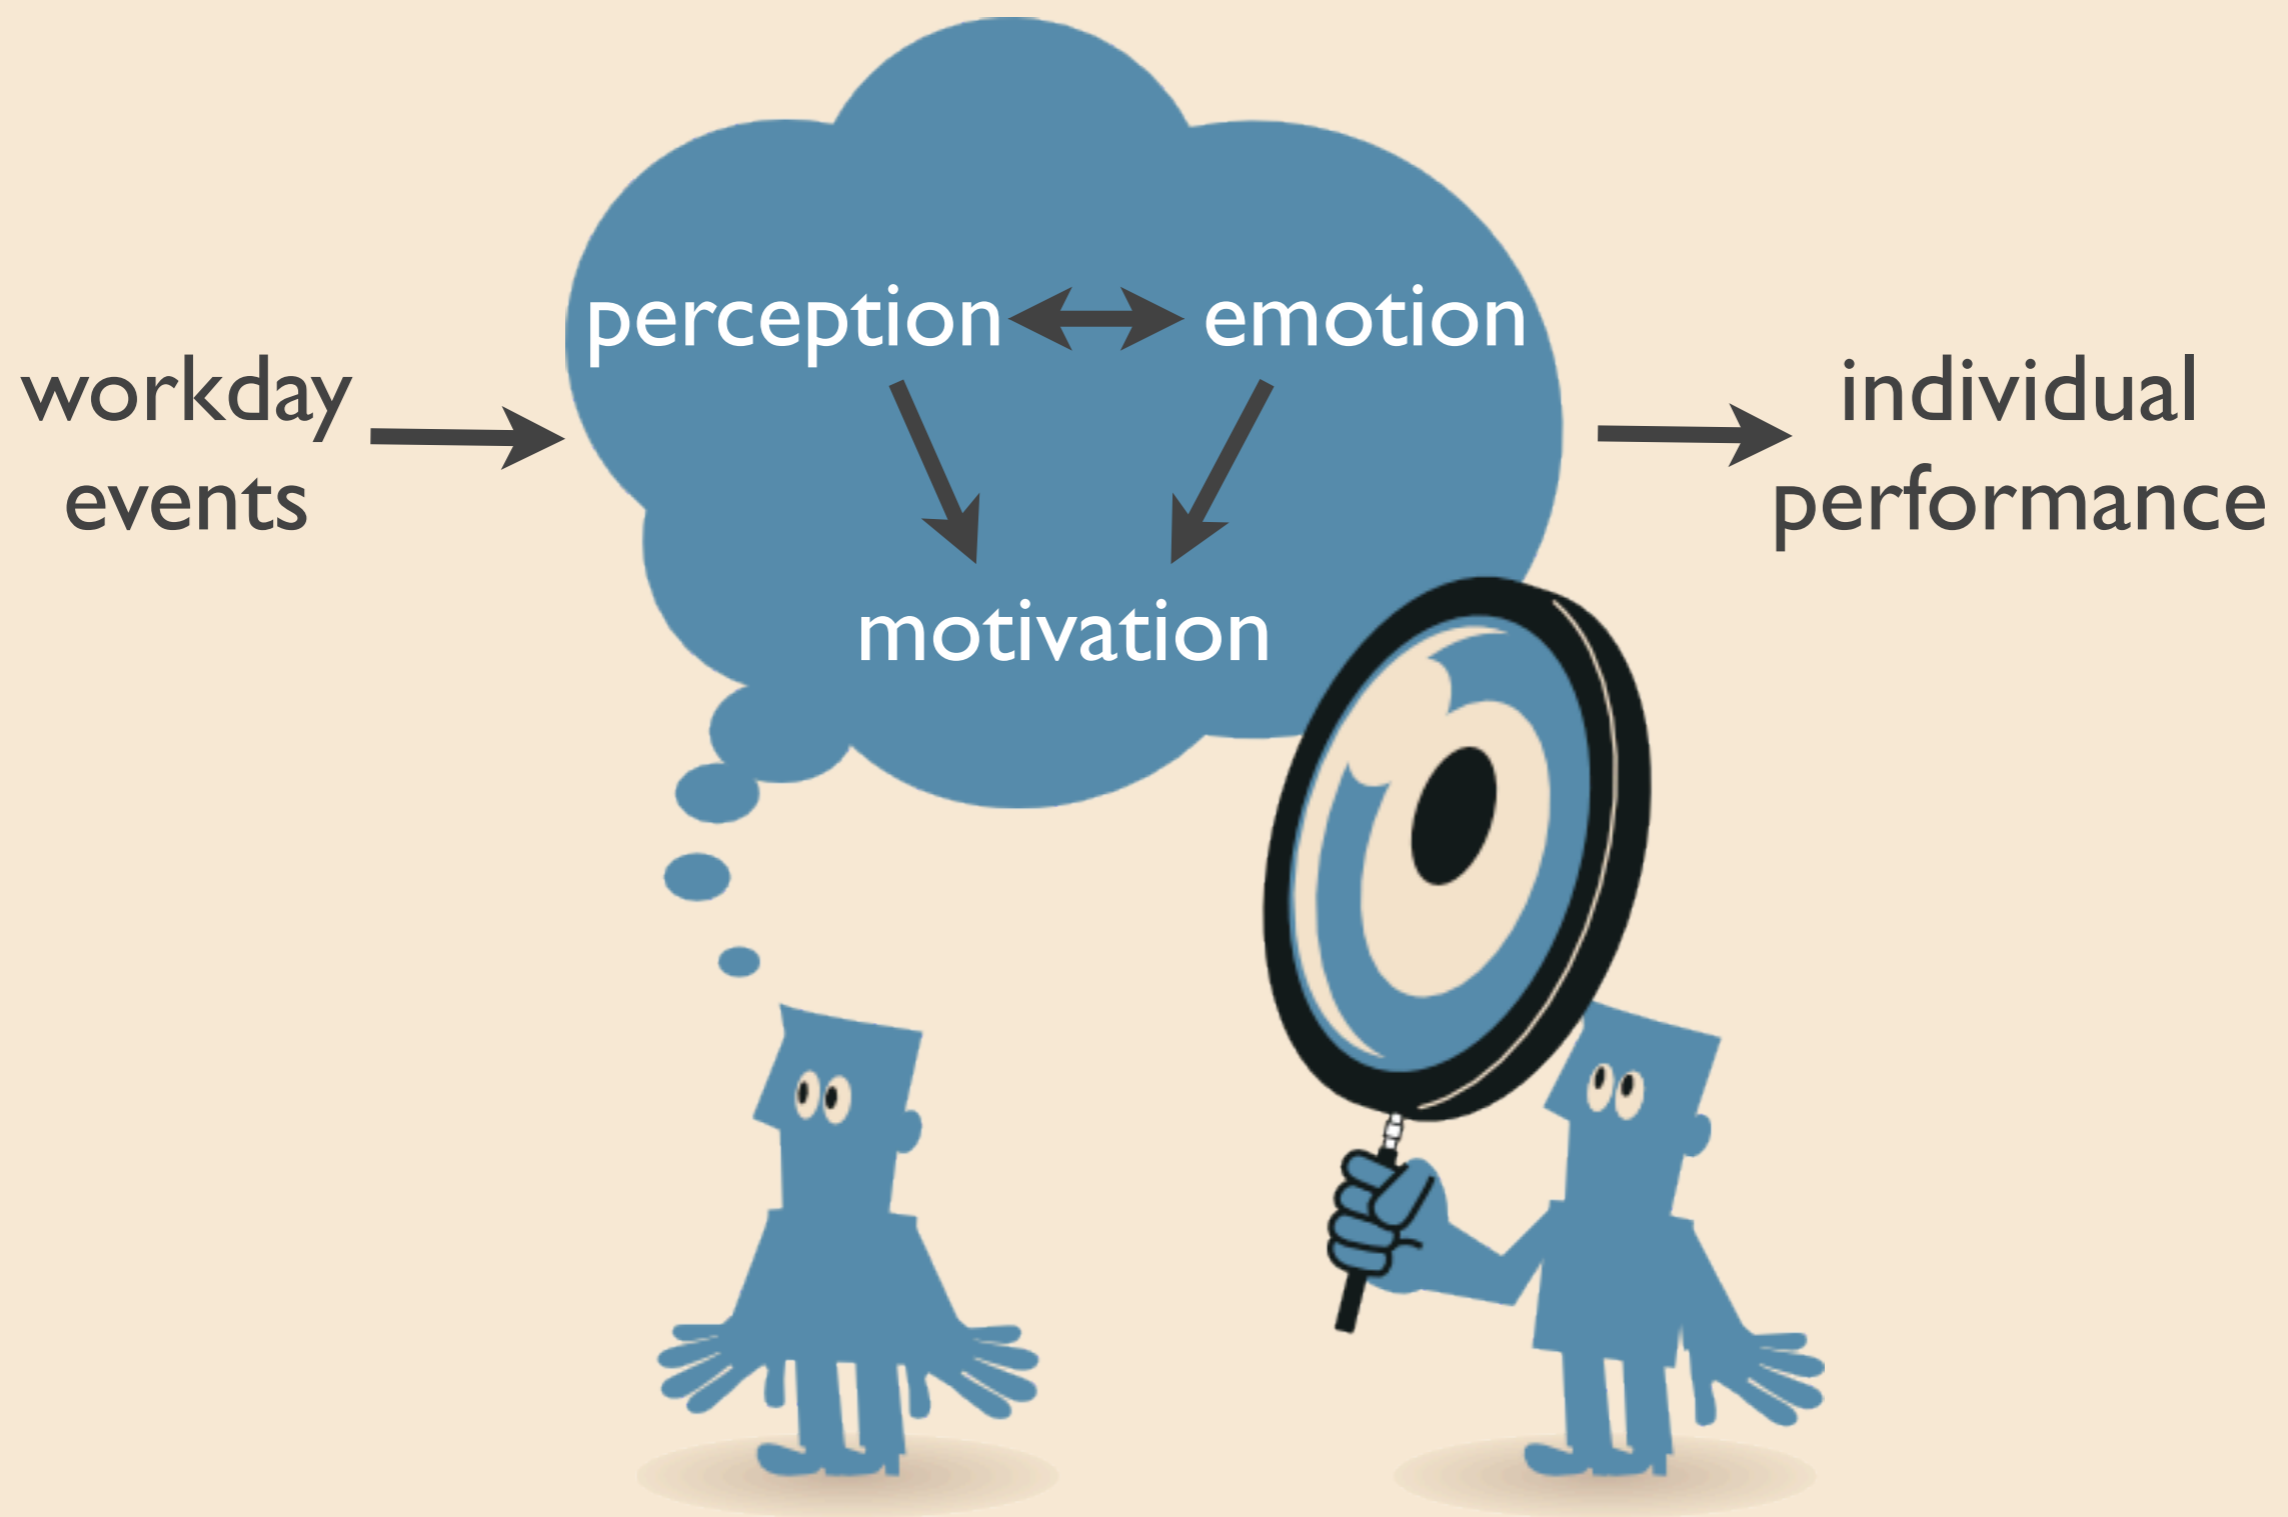 workday
events
perception
emotion
motivation
individual
performance